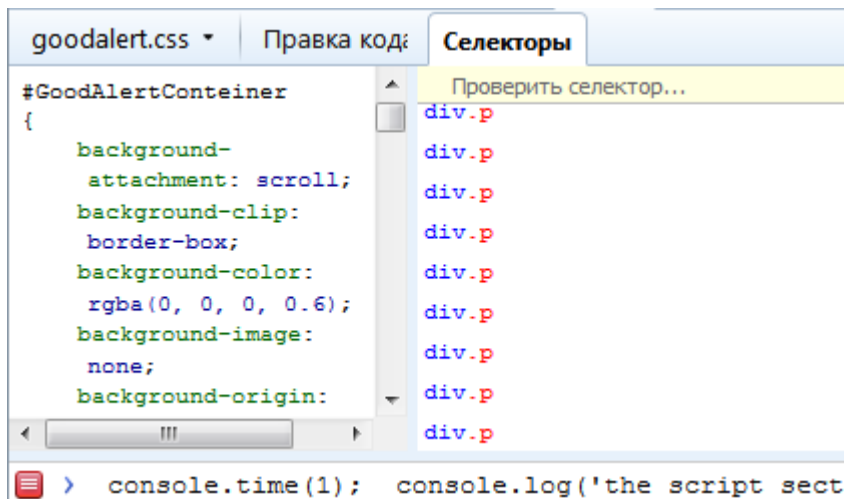 goodalert.css
Правка кода
Селекторы
#GoodAlertConteiner
{
background-
attachment: scroll;
background-clip:
border-box;
background-color:
rgba(0, 0, 0, 0.6);
background-image:
none;
background-origin:
Проверить селектор...
div.p
div.p
div.p
div.p
div.p
div.p
div.p
div.p
div.p
console.time(1);  console.log('the script sect